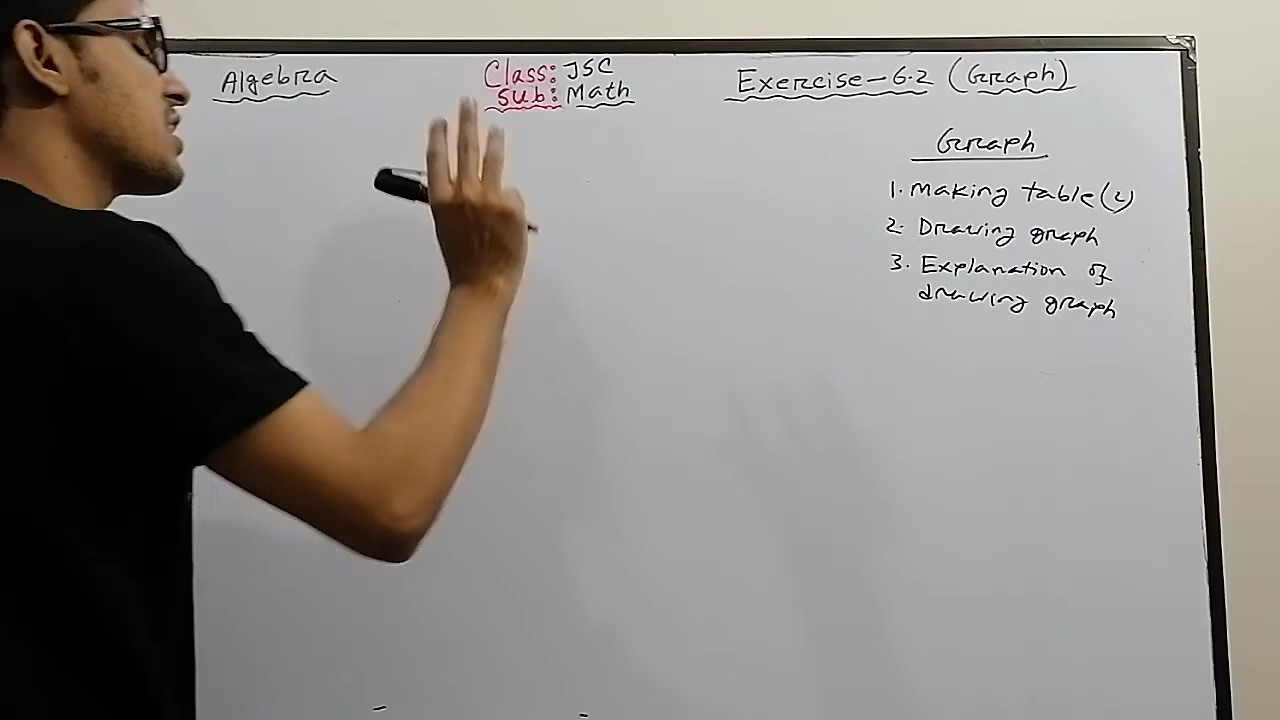 Algebra
Class: JSC
Sub: Math
Exercise-6.2 (Graph)
Graph
1. Making table(2)
2. Drawing graph
3. Explanation of
drawing graph